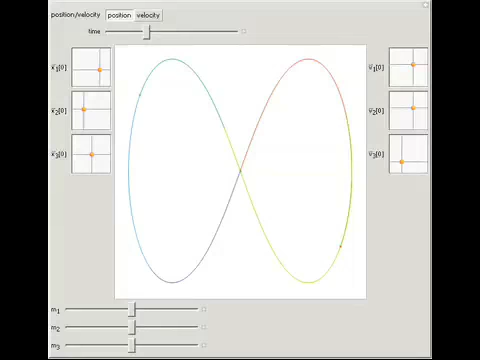 position/velocity position velocity
time
x⃗₁[0]
v⃗₁[0]
x⃗₂[0]
v⃗₂[0]
x⃗₃[0]
v⃗₃[0]
m₁
m₂
m₃